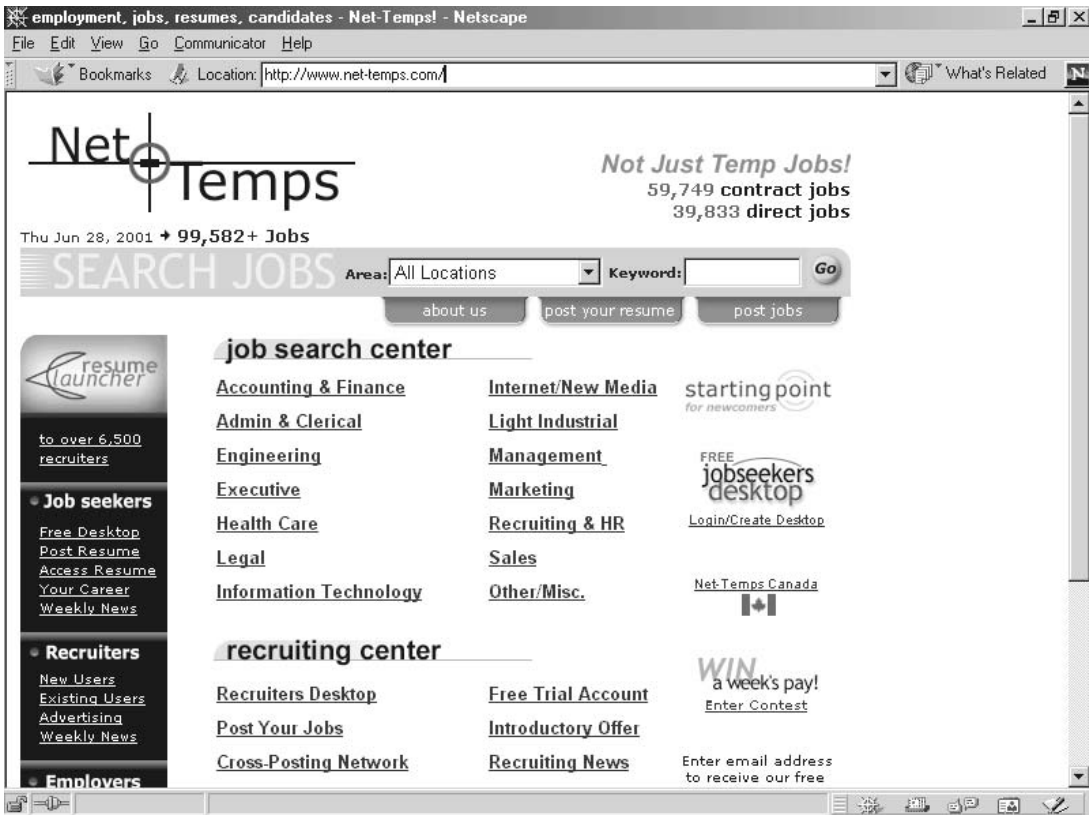 employment, jobs, resumes, candidates - Net-Temps! - Netscape
File Edit View Go Communicator Help
Bookmarks Location: http://www.net-temps.com/ What's Related N
Net
Temps
Not Just Temp Jobs!
59,749 contract jobs
39,833 direct jobs
Thu Jun 28, 2001 → 99,582+ Jobs
SEARCH JOBS Area: All Locations Keyword: Go
about us post your resume post jobs
resume
launcher
to over 6,500
recruiters
Job seekers
Free Desktop
Post Resume
Access Resume
Your Career
Weekly News
Recruiters
New Users
Existing Users
Advertising
Weekly News
Employers
job search center
Accounting & Finance Internet/New Media
Admin & Clerical Light Industrial
Engineering Management
Executive Marketing
Health Care Recruiting & HR
Legal Sales
Information Technology Other/Misc.
recruiting center
Recruiters Desktop Free Trial Account
Post Your Jobs Introductory Offer
Cross-Posting Network Recruiting News
starting point
for newcomers
FREE
jobseekers
desktop
Login/Create Desktop
Net-Temps Canada
WIN
a week's pay!
Enter Contest
Enter email address
to receive our free